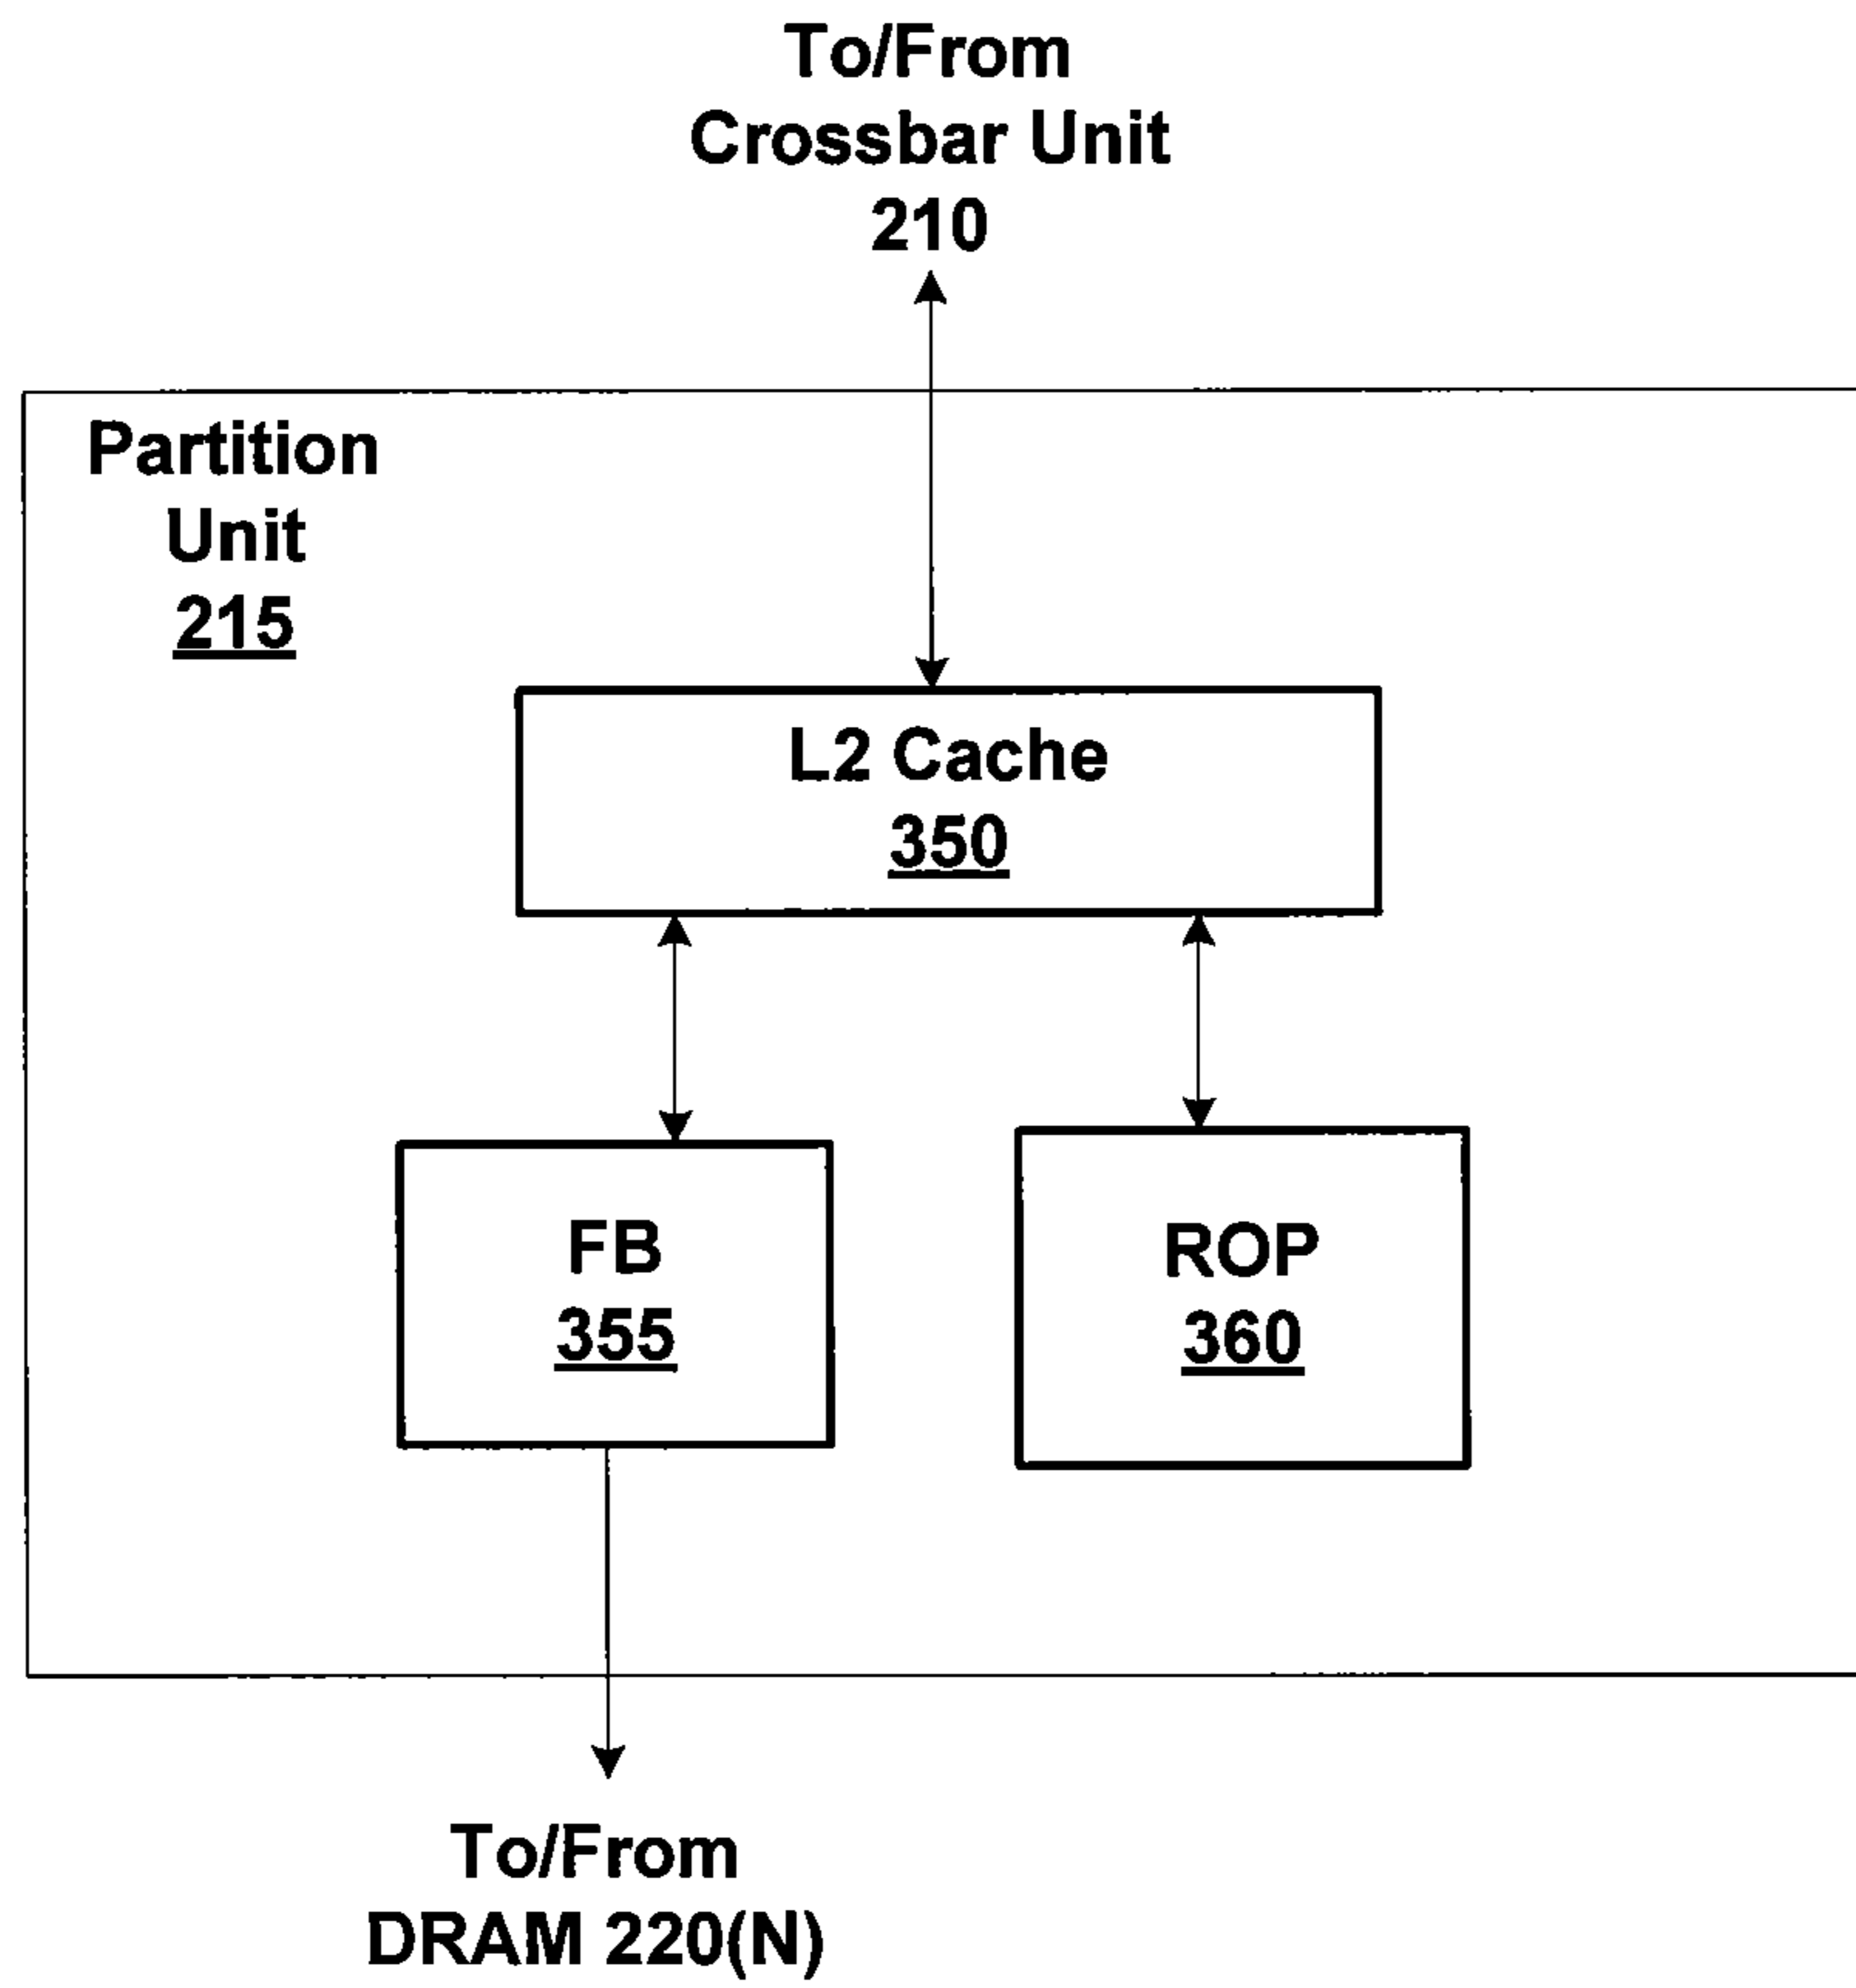 To/From
Crossbar Unit
210
Partition
Unit
215
L2 Cache
350
FB
355
ROP
360
To/From
DRAM 220(N)